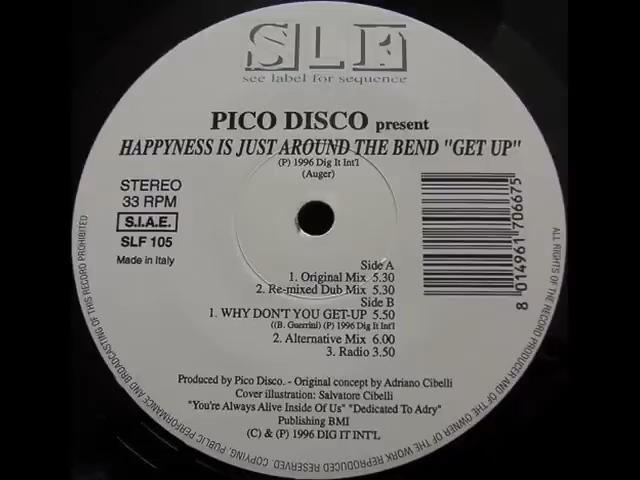 SLF
see label for sequence
PICO DISCO present
HAPPYNESS IS JUST AROUND THE BEND "GET UP"
(P) 1996 Dig It Int'l
(Auger)
STEREO
33 RPM
S.I.A.E.
SLF 105
Made in Italy
Side A
1. Original Mix 5.30
2. Re-mixed Dub Mix 5.30
Side B
1. WHY DON'T YOU GET-UP 5.50
((B. Guerrini) (P) 1996 Dig It Int'l
2. Alternative Mix 6.00
3. Radio 3.50
8 014961 706675
Produced by Pico Disco. - Original concept by Adriano Cibelli
Cover illustration: Salvatore Cibelli
"You're Always Alive Inside of Us" "Dedicated To Adry"
Publishing BMI
(C) & (P) 1996 DIG IT INT'L
ALL RIGHTS OF THE RECORD PRODUCER AND OF THE OWNER OF THE WORK REPRODUCED RESERVED. COPYING, PUBLIC PERFORMANCE AND BROADCASTING OF THIS RECORD PROHIBITED